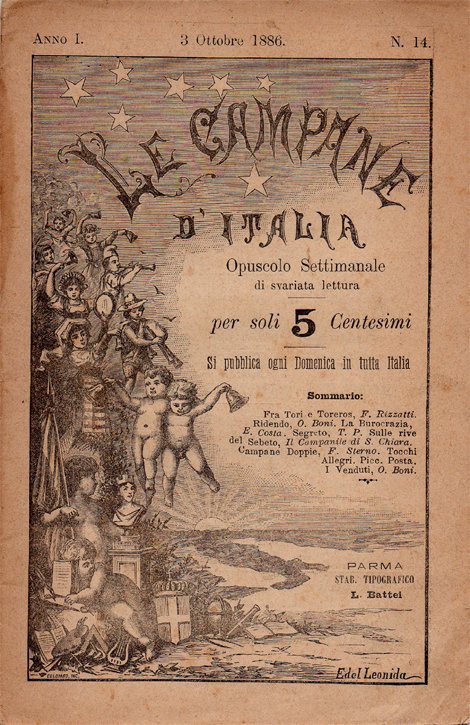 Anno I. 3 Ottobre 1886. N. 14.
LE CAMPANE
D'ITALIA
Opuscolo Settimanale
di svariata lettura
per soli 5 Centesimi
Si pubblica ogni Domenica in tutta Italia
Sommario:
Fra Tori e Toreros, F. Rizzatti.
Ridendo, O. Boni. La Burocrazia,
E. Costa. Segreto, T. P. Sulle rive
del Sebeto, Il Campanile di S. Chiara.
Campane Doppie, F. Sterno. Tocchi
Allegri. Picc. Posta,
I Venduti, O. Boni.
PARMA
STAB. TIPOGRAFICO
L. Battei
COLOMBO, INC.
Edel Leonida